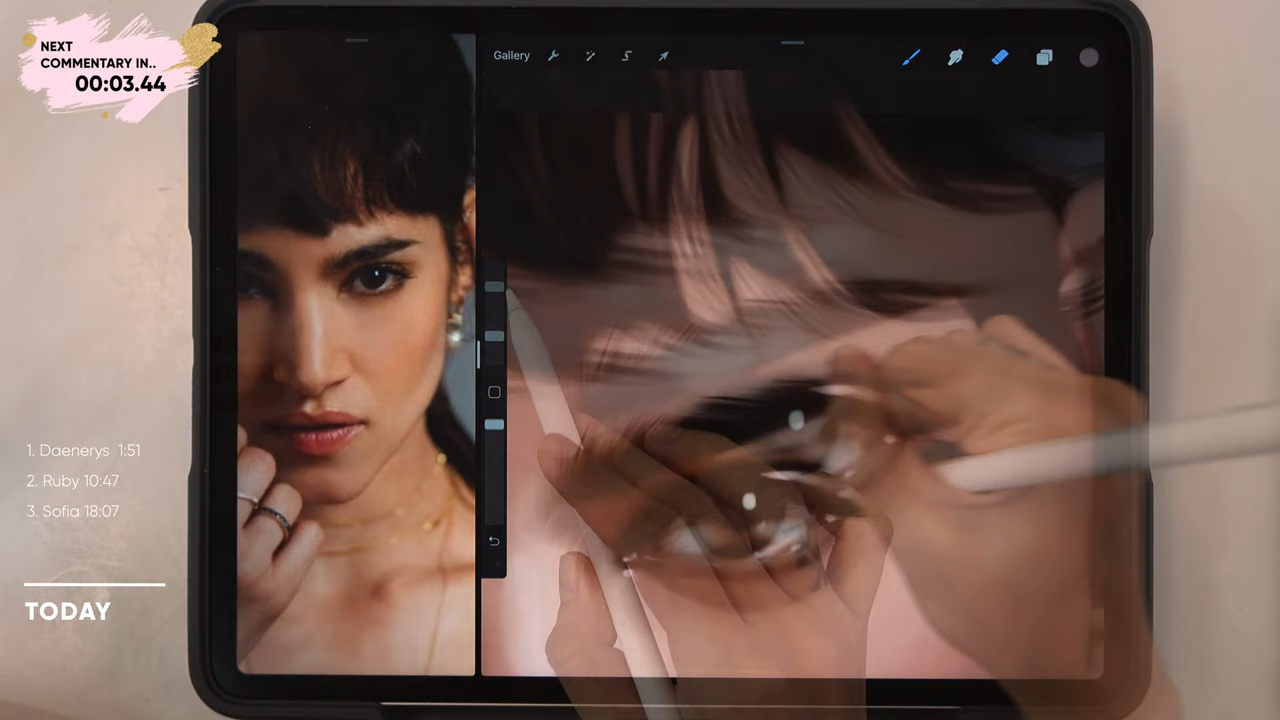 NEXT
COMMENTARY IN..
00:03.44
Gallery
1. Daenerys 1:51
2. Ruby 10:47
3. Sofia 18:07
TODAY